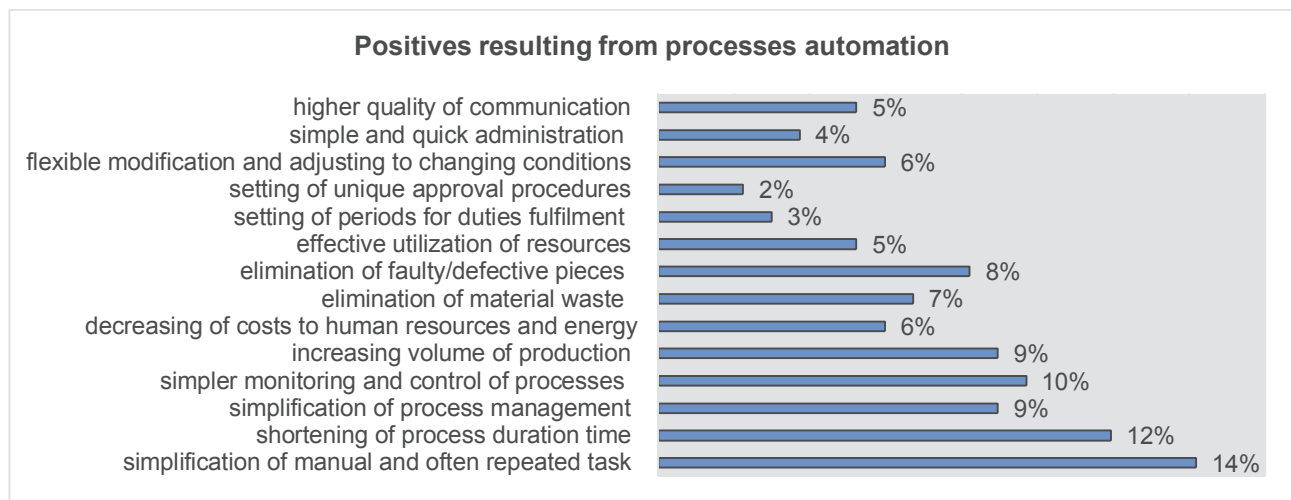 Positives resulting from processes automation
higher quality of communication 5%
simple and quick administration 4%
flexible modification and adjusting to changing conditions 6%
setting of unique approval procedures 2%
setting of periods for duties fulfilment 3%
effective utilization of resources 5%
elimination of faulty/defective pieces 8%
elimination of material waste 7%
decreasing of costs to human resources and energy 6%
increasing volume of production 9%
simpler monitoring and control of processes 10%
simplification of process management 9%
shortening of process duration time 12%
simplification of manual and often repeated task 14%